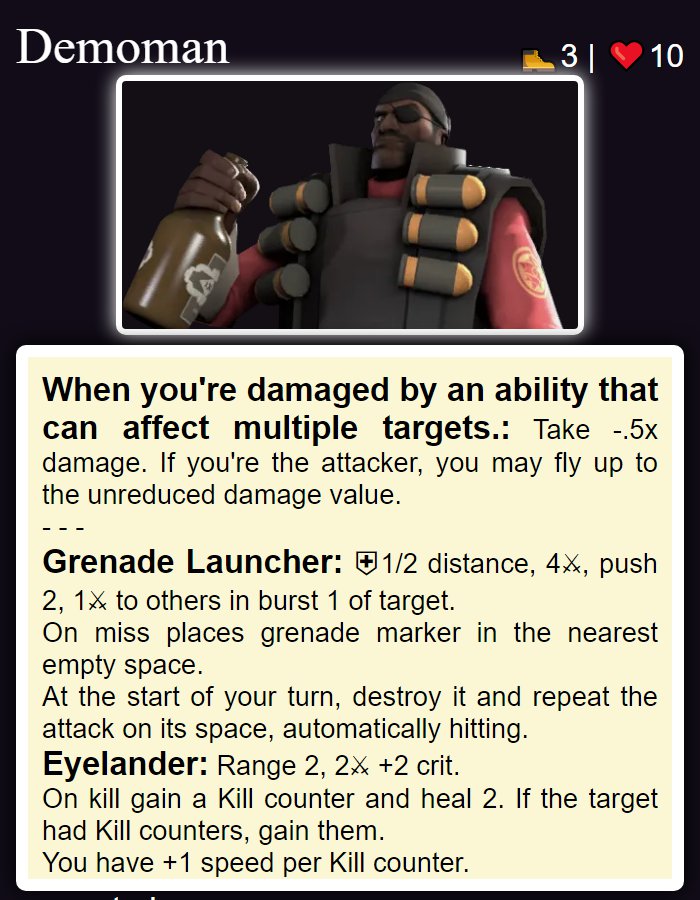 Demoman
3 | 10
When you're damaged by an ability that
can affect multiple targets.: Take -.5x
damage. If you're the attacker, you may fly up to
the unreduced damage value.
- - -
Grenade Launcher: ⛨1/2 distance, 4⚔, push
2, 1⚔ to others in burst 1 of target.
On miss places grenade marker in the nearest
empty space.
At the start of your turn, destroy it and repeat the
attack on its space, automatically hitting.
Eyelander: Range 2, 2⚔ +2 crit.
On kill gain a Kill counter and heal 2. If the target
had Kill counters, gain them.
You have +1 speed per Kill counter.